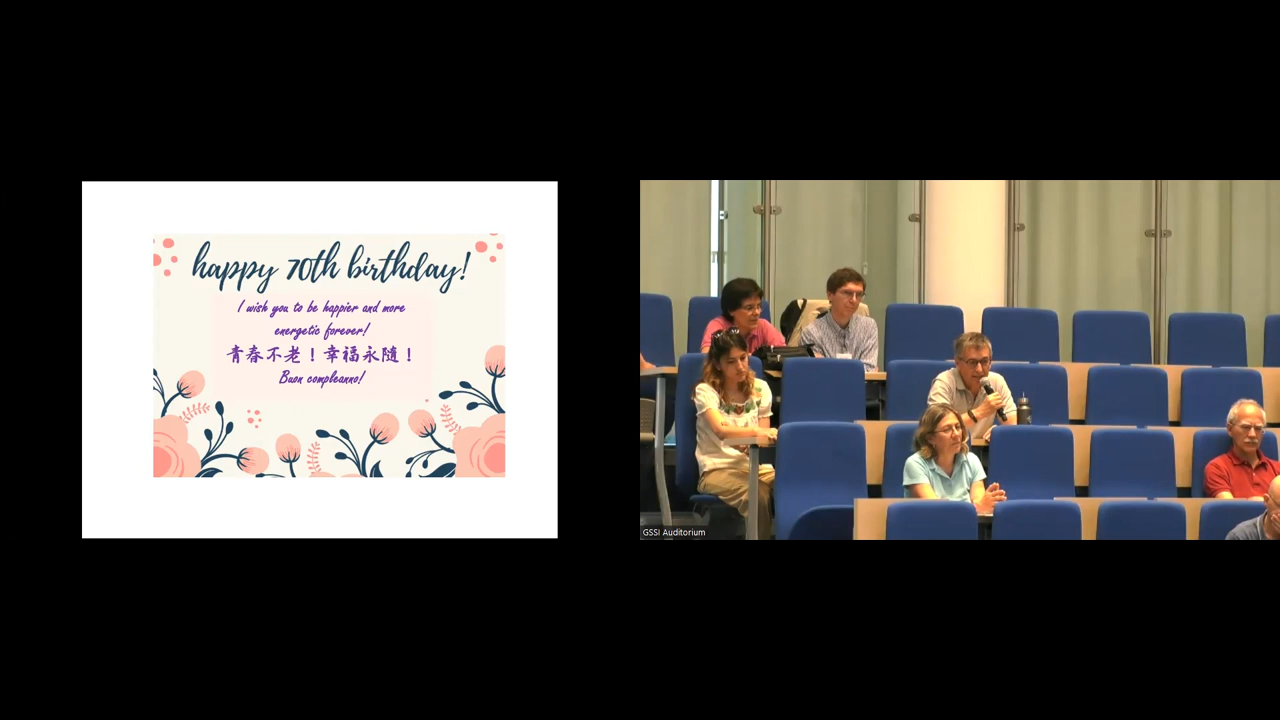 happy 70th birthday!
I wish you to be happier and more
energetic forever!
青春不老！幸福永随！
Buon compleanno!
GSSI Auditorium